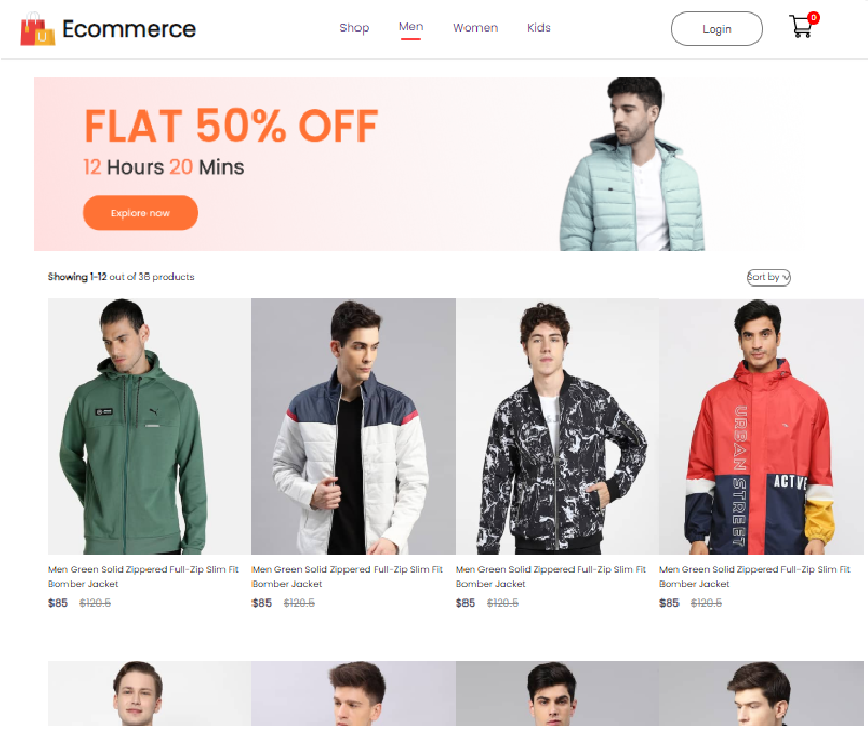 Ecommerce
Shop Men Women Kids
Login
0
FLAT 50% OFF
12 Hours 20 Mins
Explore now
Showing 1-12 out of 36 products
Sort by
URBAN STREET
ACTVE
Men Green Solid Zippered Full-Zip Slim Fit
Bomber Jacket
$85 $120.5
Men Green Solid Zippered Full-Zip Slim Fit
Bomber Jacket
$85 $120.5
Men Green Solid Zippered Full-Zip Slim Fit
Bomber Jacket
$85 $120.5
Men Green Solid Zippered Full-Zip Slim Fit
Bomber Jacket
$85 $120.5